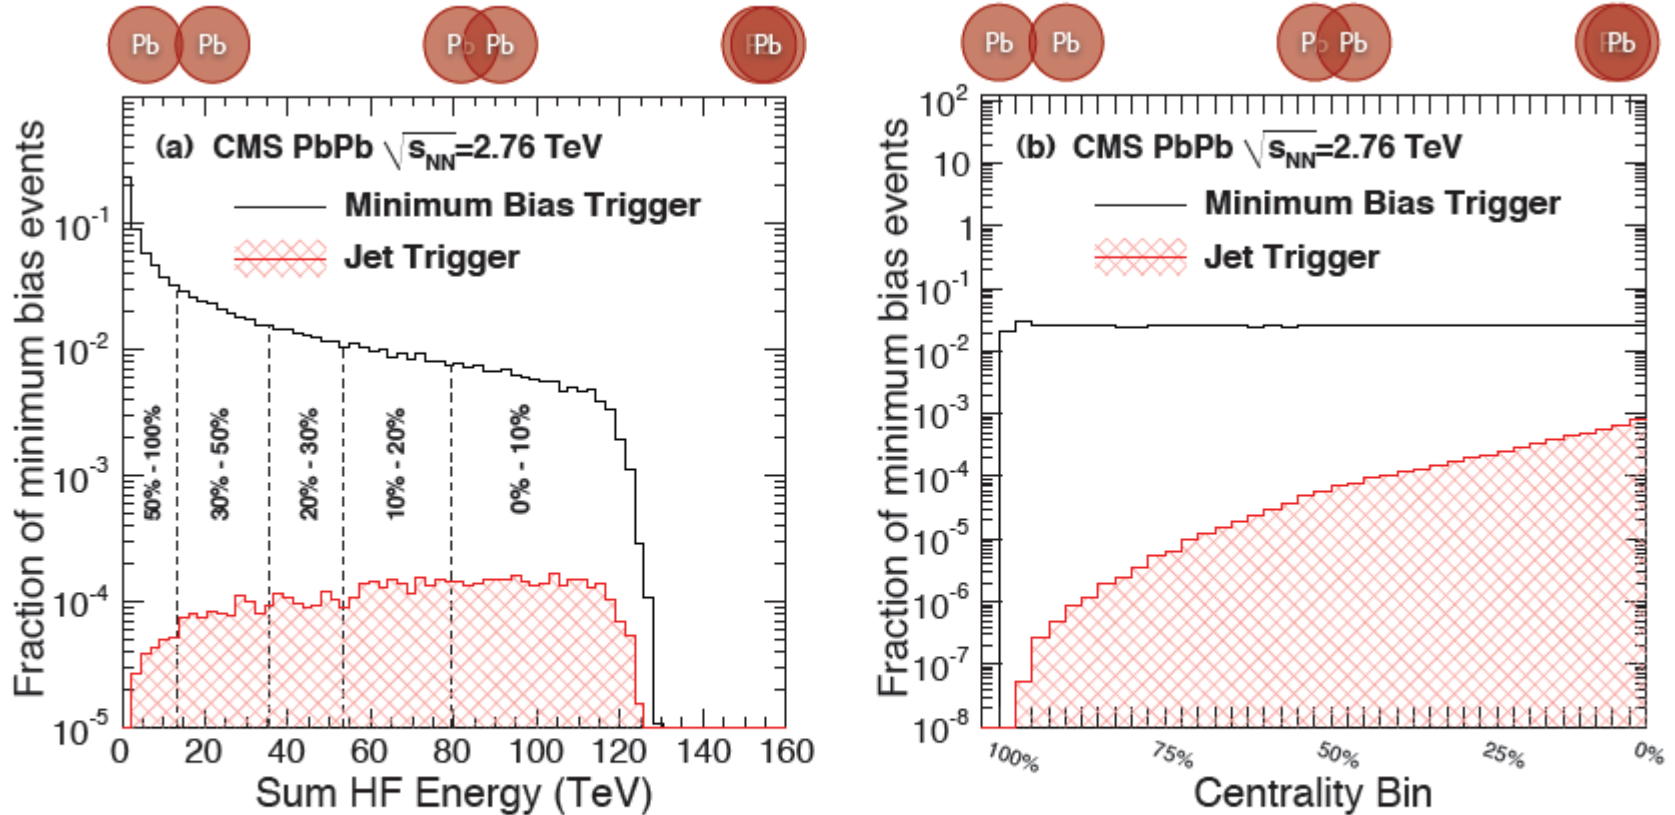 Pb Pb Pb Pb Pb
(a) CMS PbPb √s_NN=2.76 TeV
Minimum Bias Trigger
Jet Trigger
Fraction of minimum bias events
10^-1
10^-2
10^-3
10^-4
10^-5
50% - 100%
30% - 50%
20% - 30%
10% - 20%
0% - 10%
0 20 40 60 80 100 120 140 160
Sum HF Energy (TeV)
Pb Pb Pb Pb Pb
(b) CMS PbPb √s_NN=2.76 TeV
Minimum Bias Trigger
Jet Trigger
Fraction of minimum bias events
10^2
10
1
10^-1
10^-2
10^-3
10^-4
10^-5
10^-6
10^-7
10^-8
100% 75% 50% 25% 0%
Centrality Bin